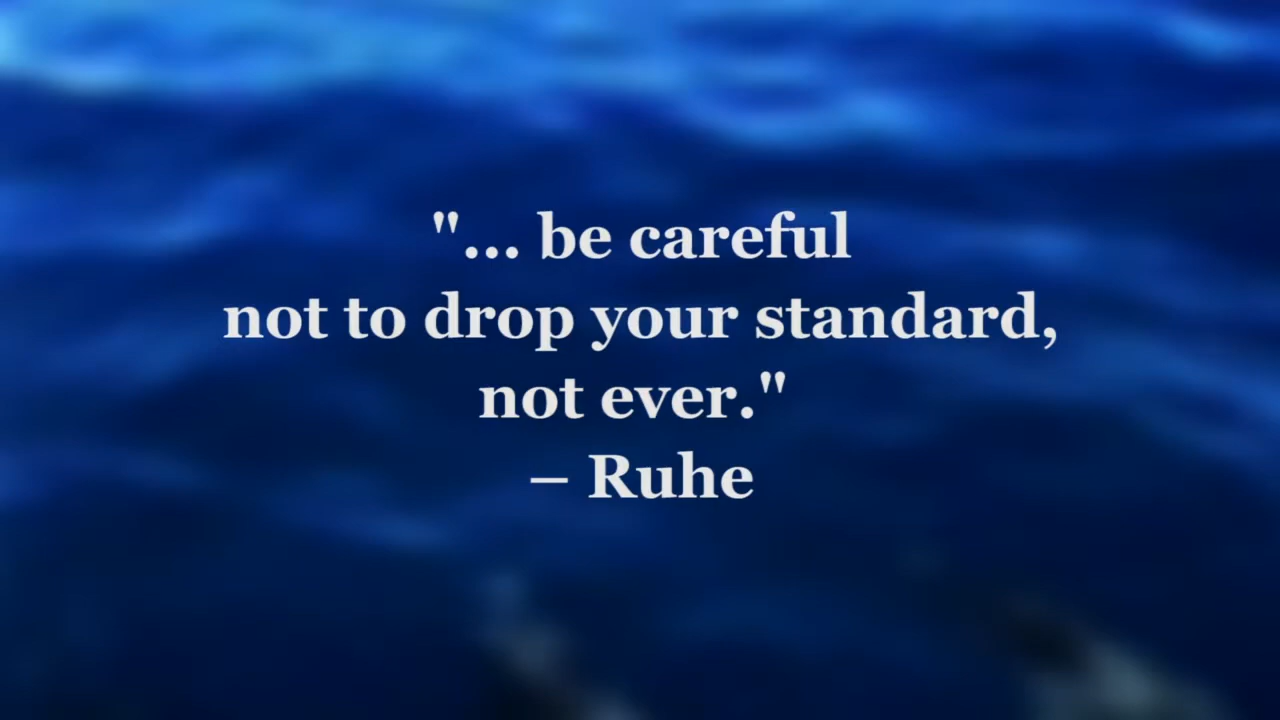 "... be careful
not to drop your standard,
not ever."
– Ruhe